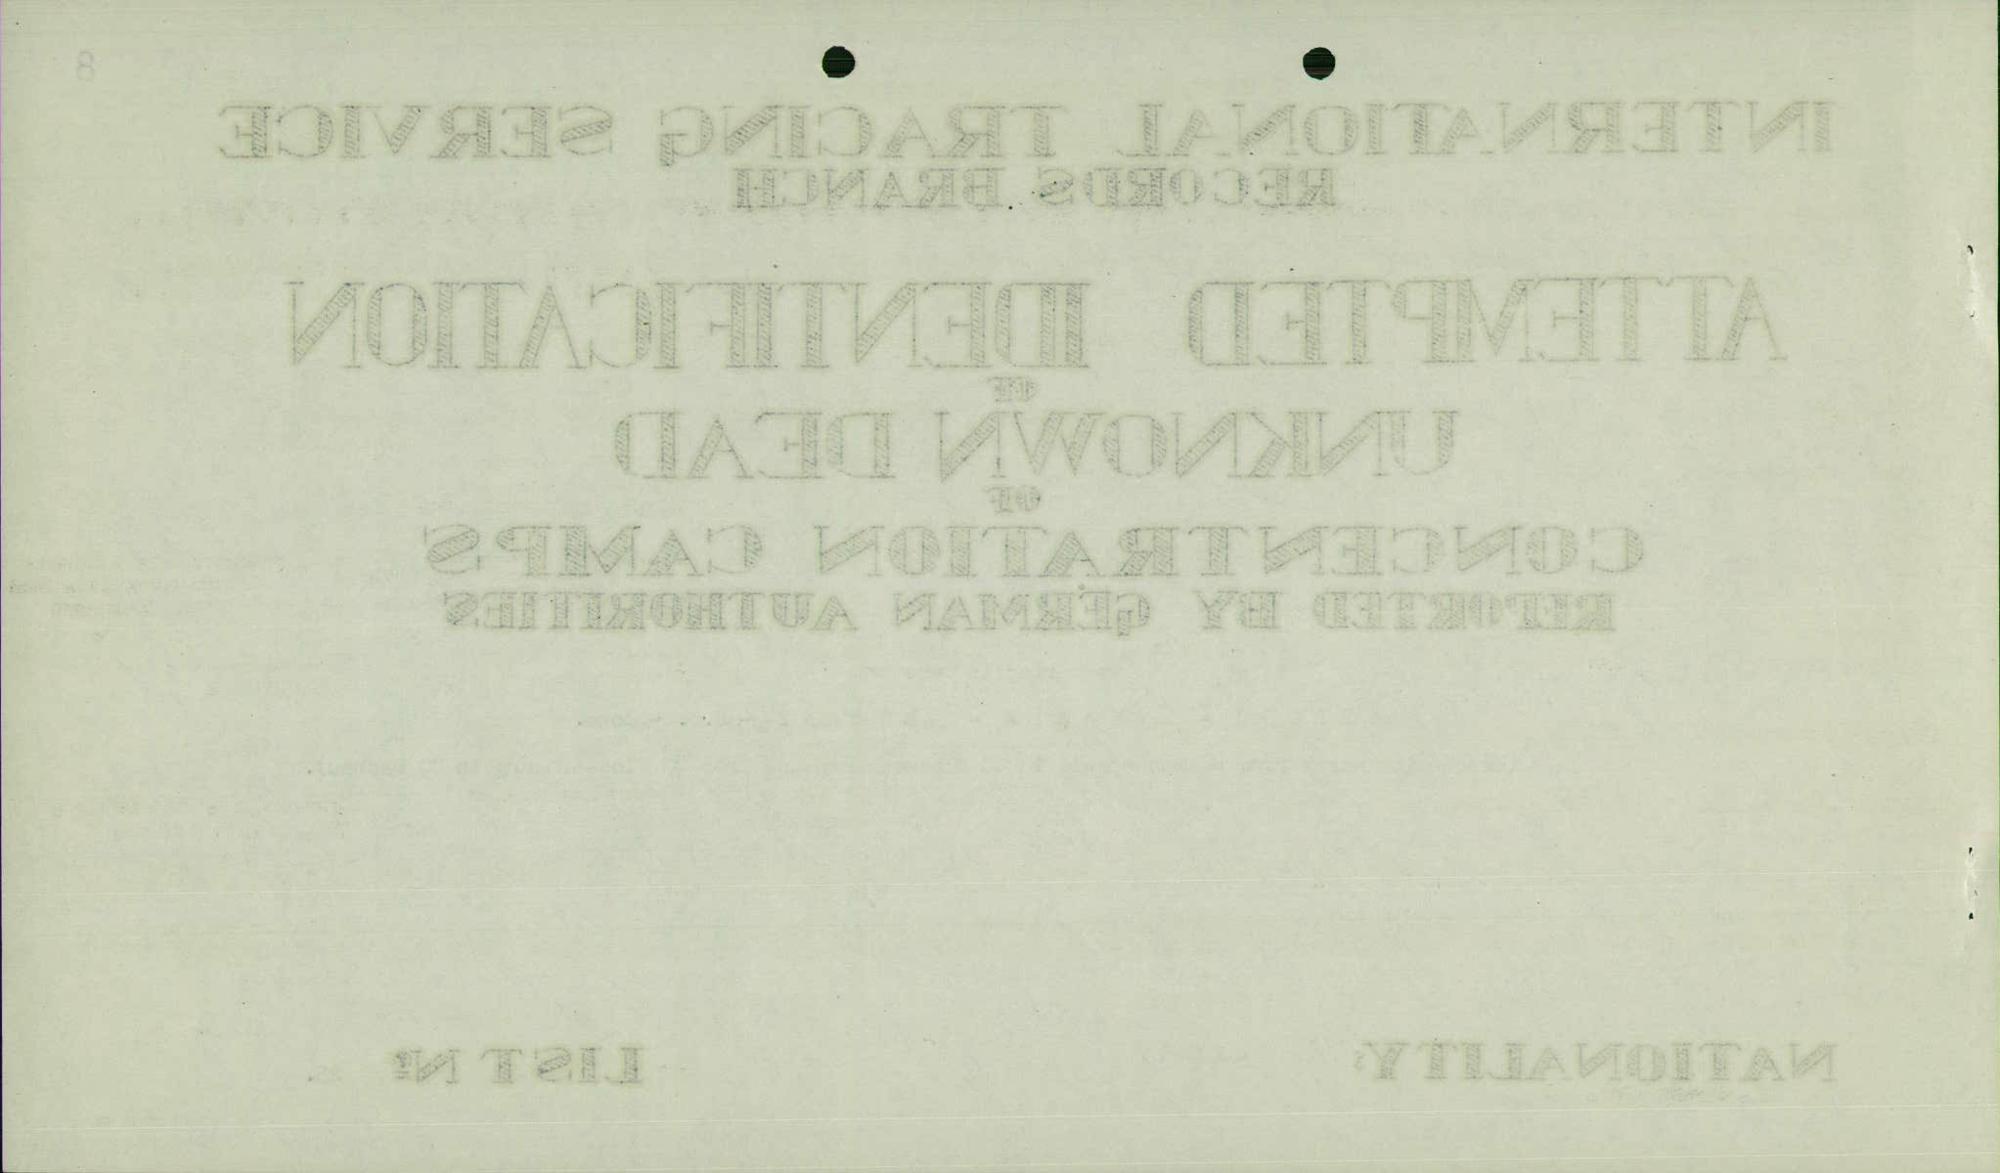 8
INTERNATIONAL TRACING SERVICE
RECORDS BRANCH
ATTEMPTED IDENTIFICATION
OF
UNKNOWN DEAD
OF
CONCENTRATION CAMPS
REPORTED BY GERMAN AUTHORITIES
NATIONALITY: LIST Nº